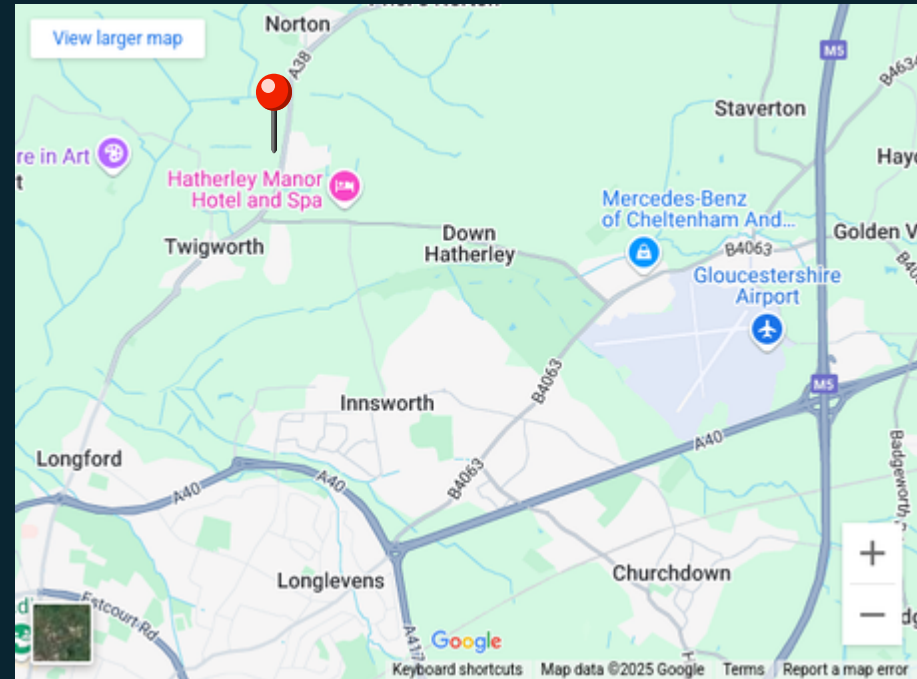 View larger map
Norton
A38
M5
B4634
Staverton
re in Art
t
Hatherley Manor
Hotel and Spa
Mercedes-Benz
of Cheltenham And...
Down
Hatherley
B4063
Golden V
Twigworth
Gloucestershire
Airport
B4063
M5
Innsworth
A40
Longford
B4063
A40
A40
Badgeworth
Longlevens
Churchdown
Estcourt Rd
A417
Google
Keyboard shortcuts
Map data ©2025 Google
Terms
Report a map error